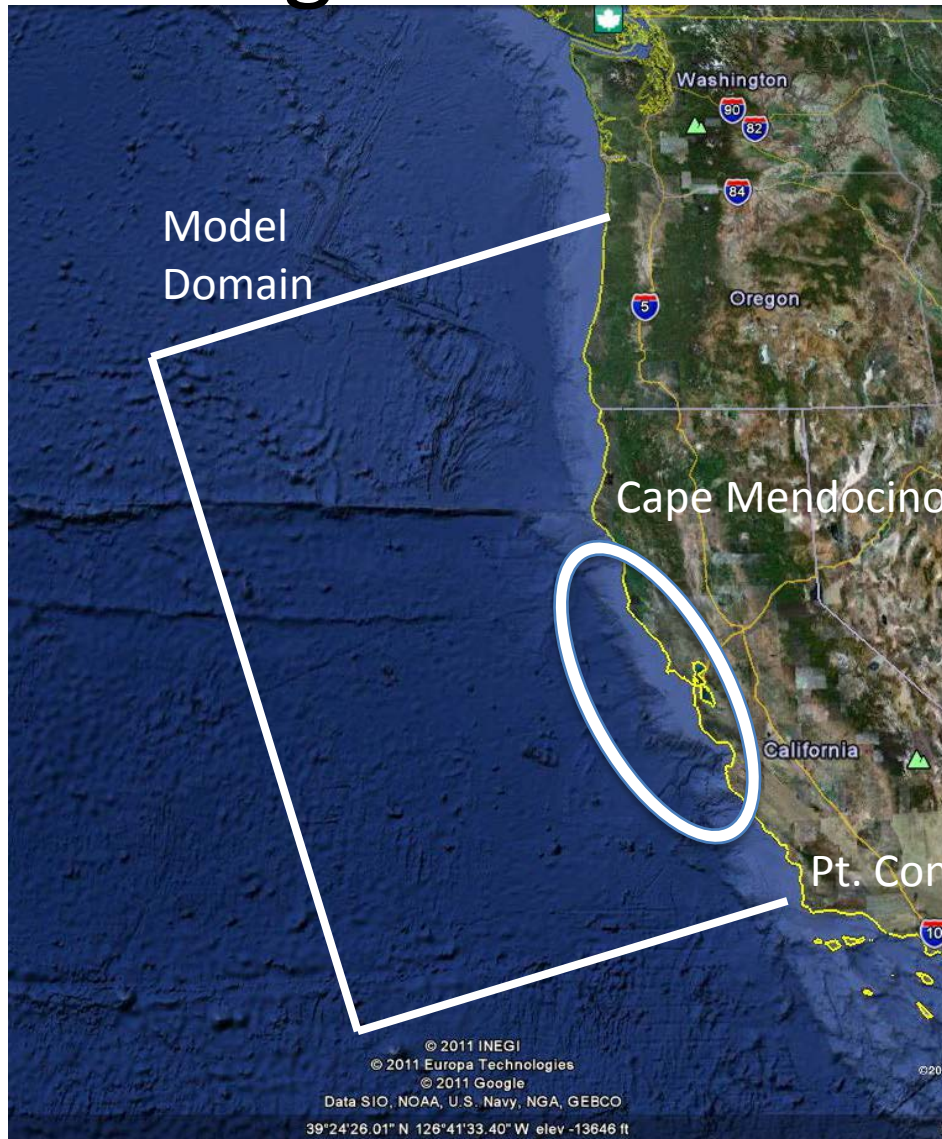 Washington
90
82
84
Model
Domain
5
Oregon
Cape Mendocino
California
Pt. Con
10
© 2011 INEGI
© 2011 Europa Technologies
© 2011 Google
©20
Data SIO, NOAA, U.S. Navy, NGA, GEBCO
39°24'26.01" N 126°41'33.40" W elev -13646 ft